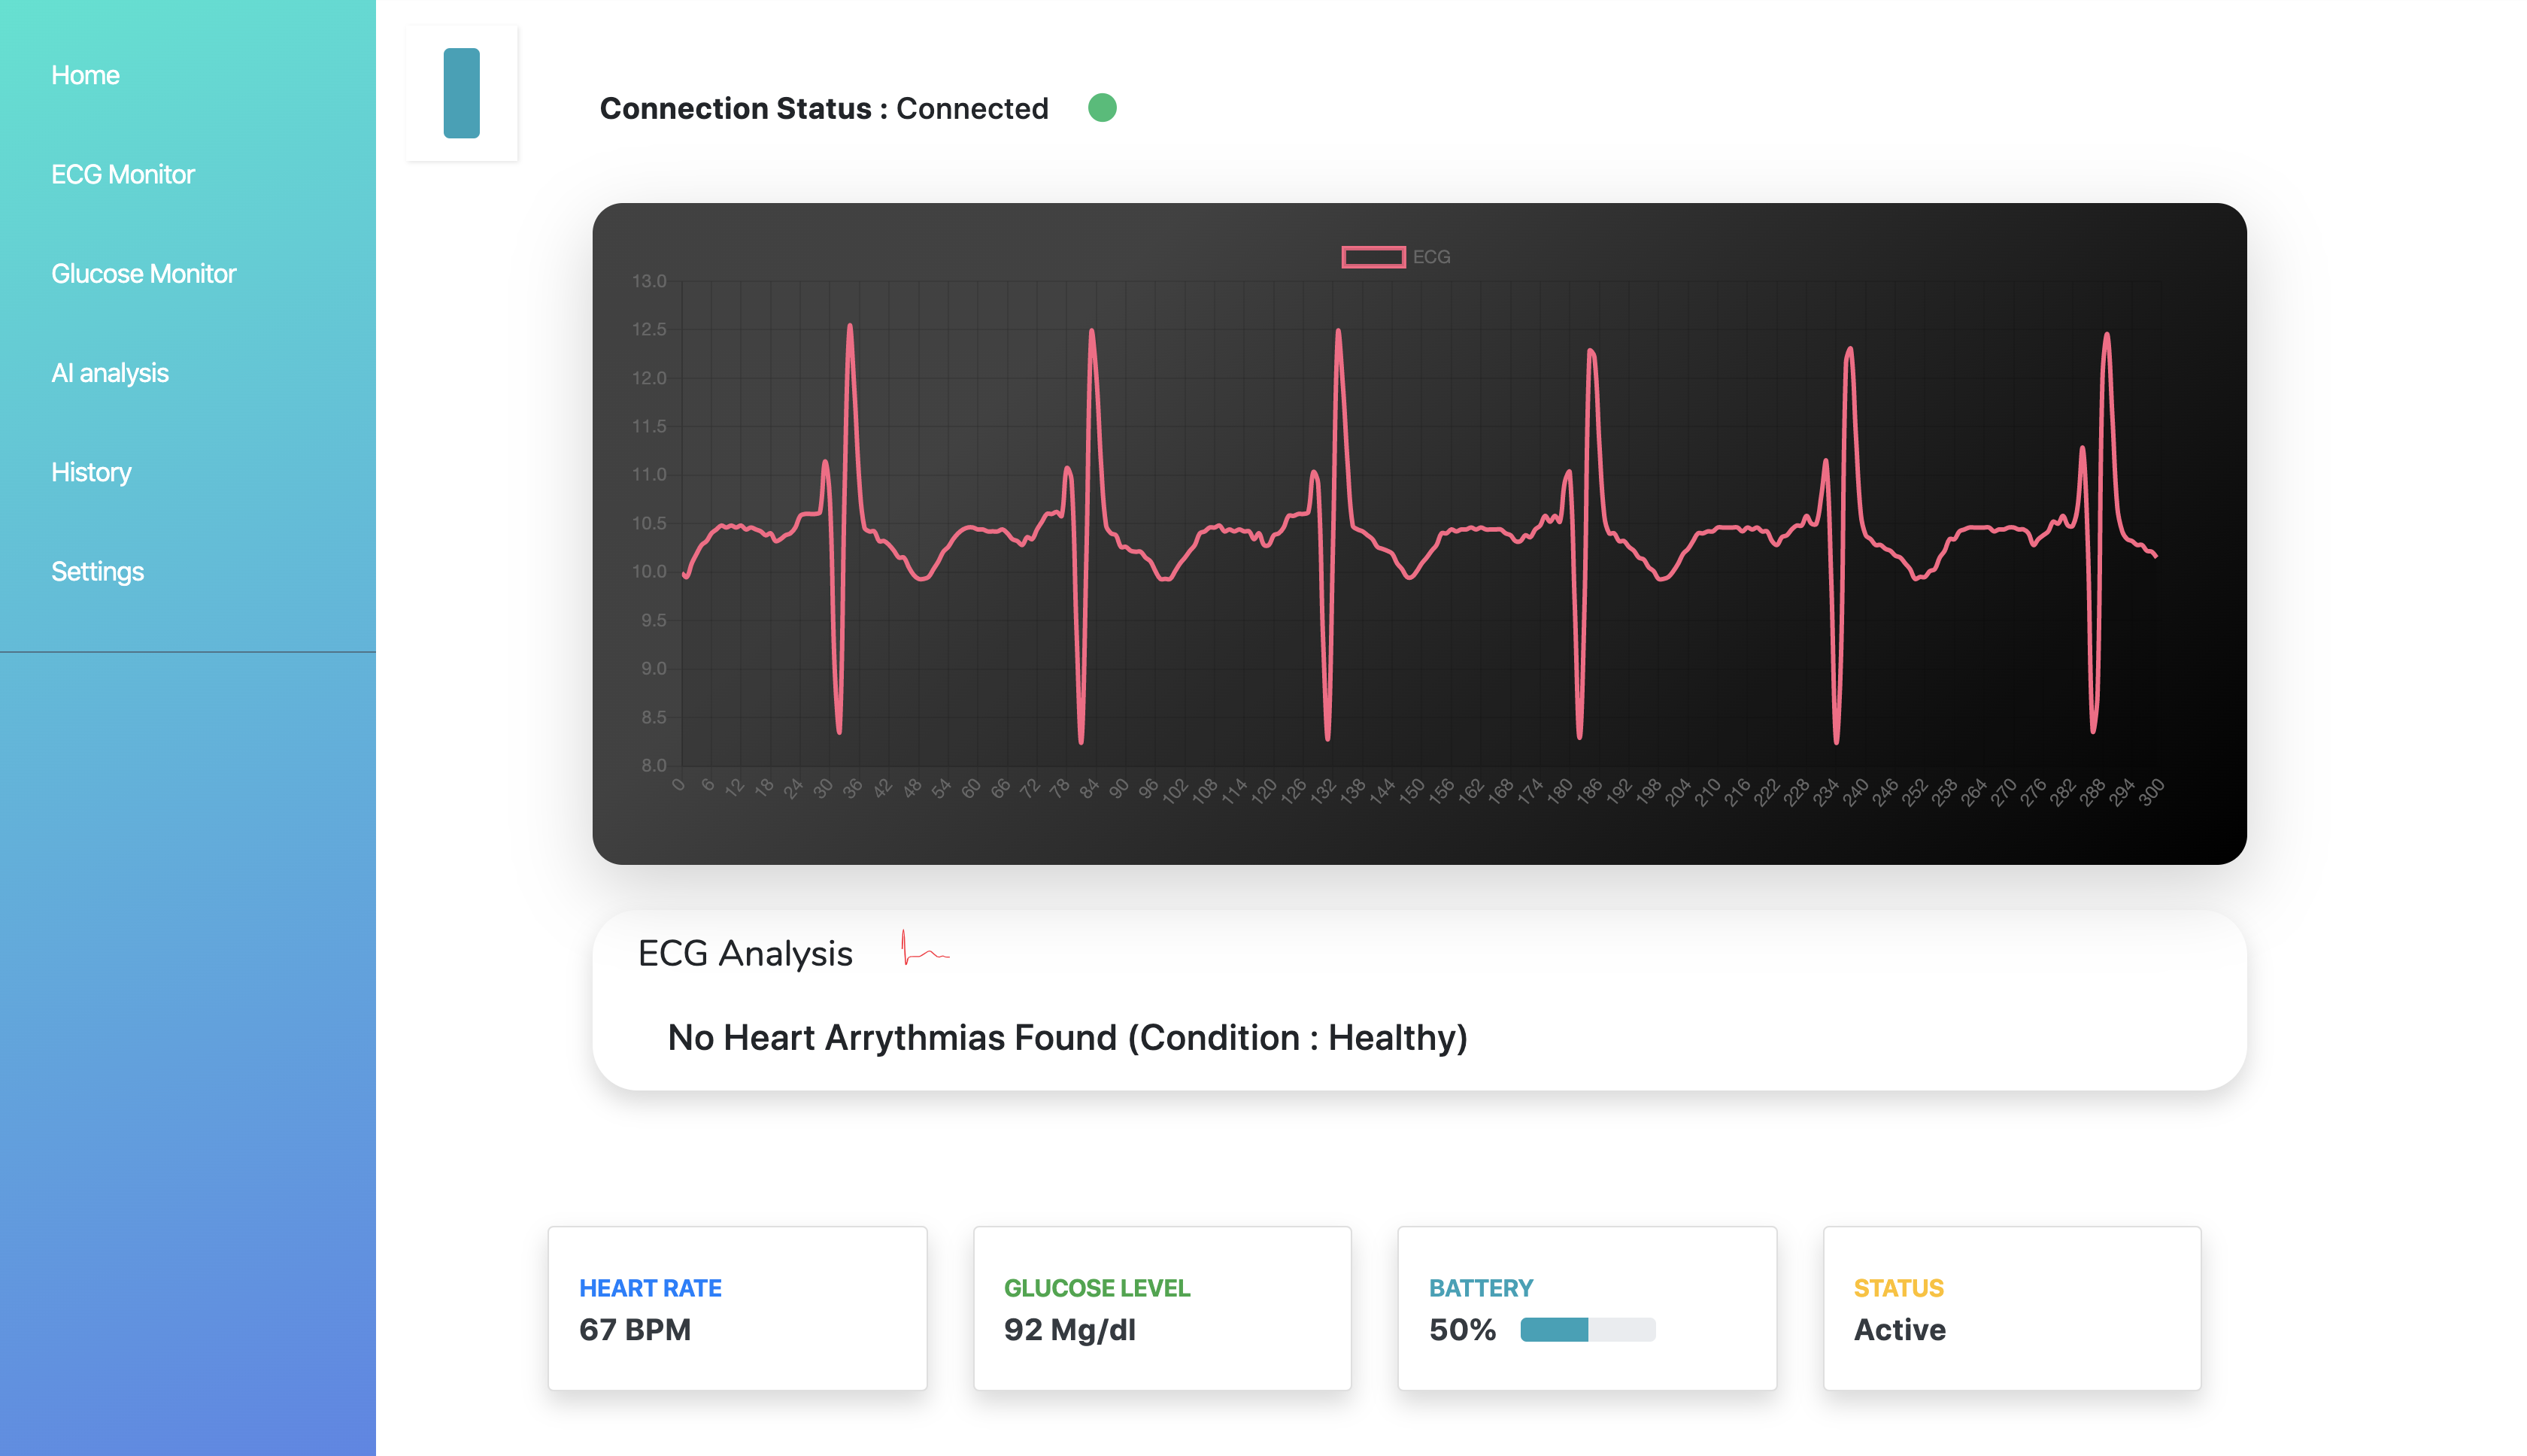 Home
ECG Monitor
Glucose Monitor
AI analysis
History
Settings
Connection Status : Connected
ECG
13.0
12.5
12.0
11.5
11.0
10.5
10.0
9.5
9.0
8.5
8.0
0 6 12 18 24 30 36 42 48 54 60 66 72 78 84 90 96 102 108 114 120 126 132 138 144 150 156 162 168 174 180 186 192 198 204 210 216 222 228 234 240 246 252 258 264 270 276 282 288 294 300
ECG Analysis
No Heart Arrythmias Found (Condition : Healthy)
HEART RATE
67 BPM
GLUCOSE LEVEL
92 Mg/dl
BATTERY
50%
STATUS
Active